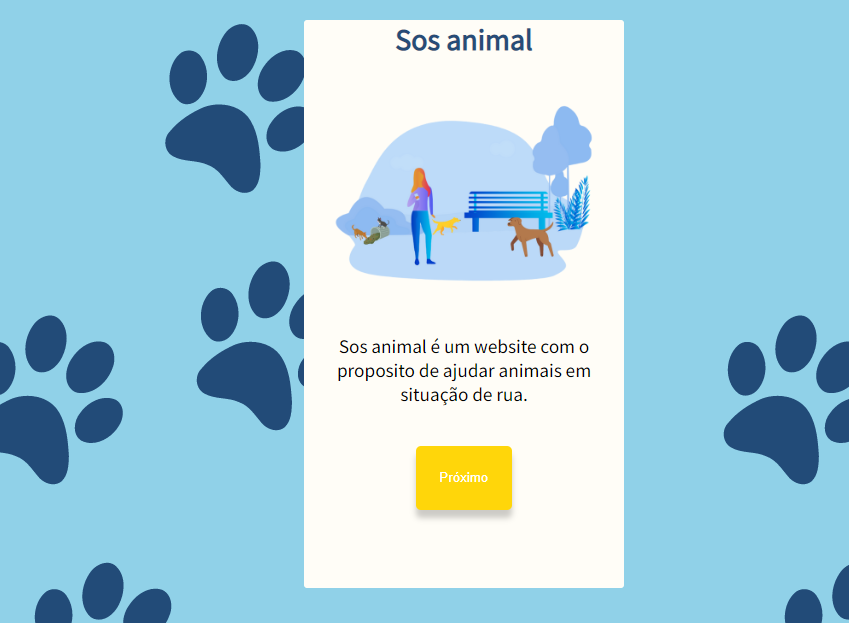 Sos animal
Sos animal é um website com o
proposito de ajudar animais em
situação de rua.
Próximo